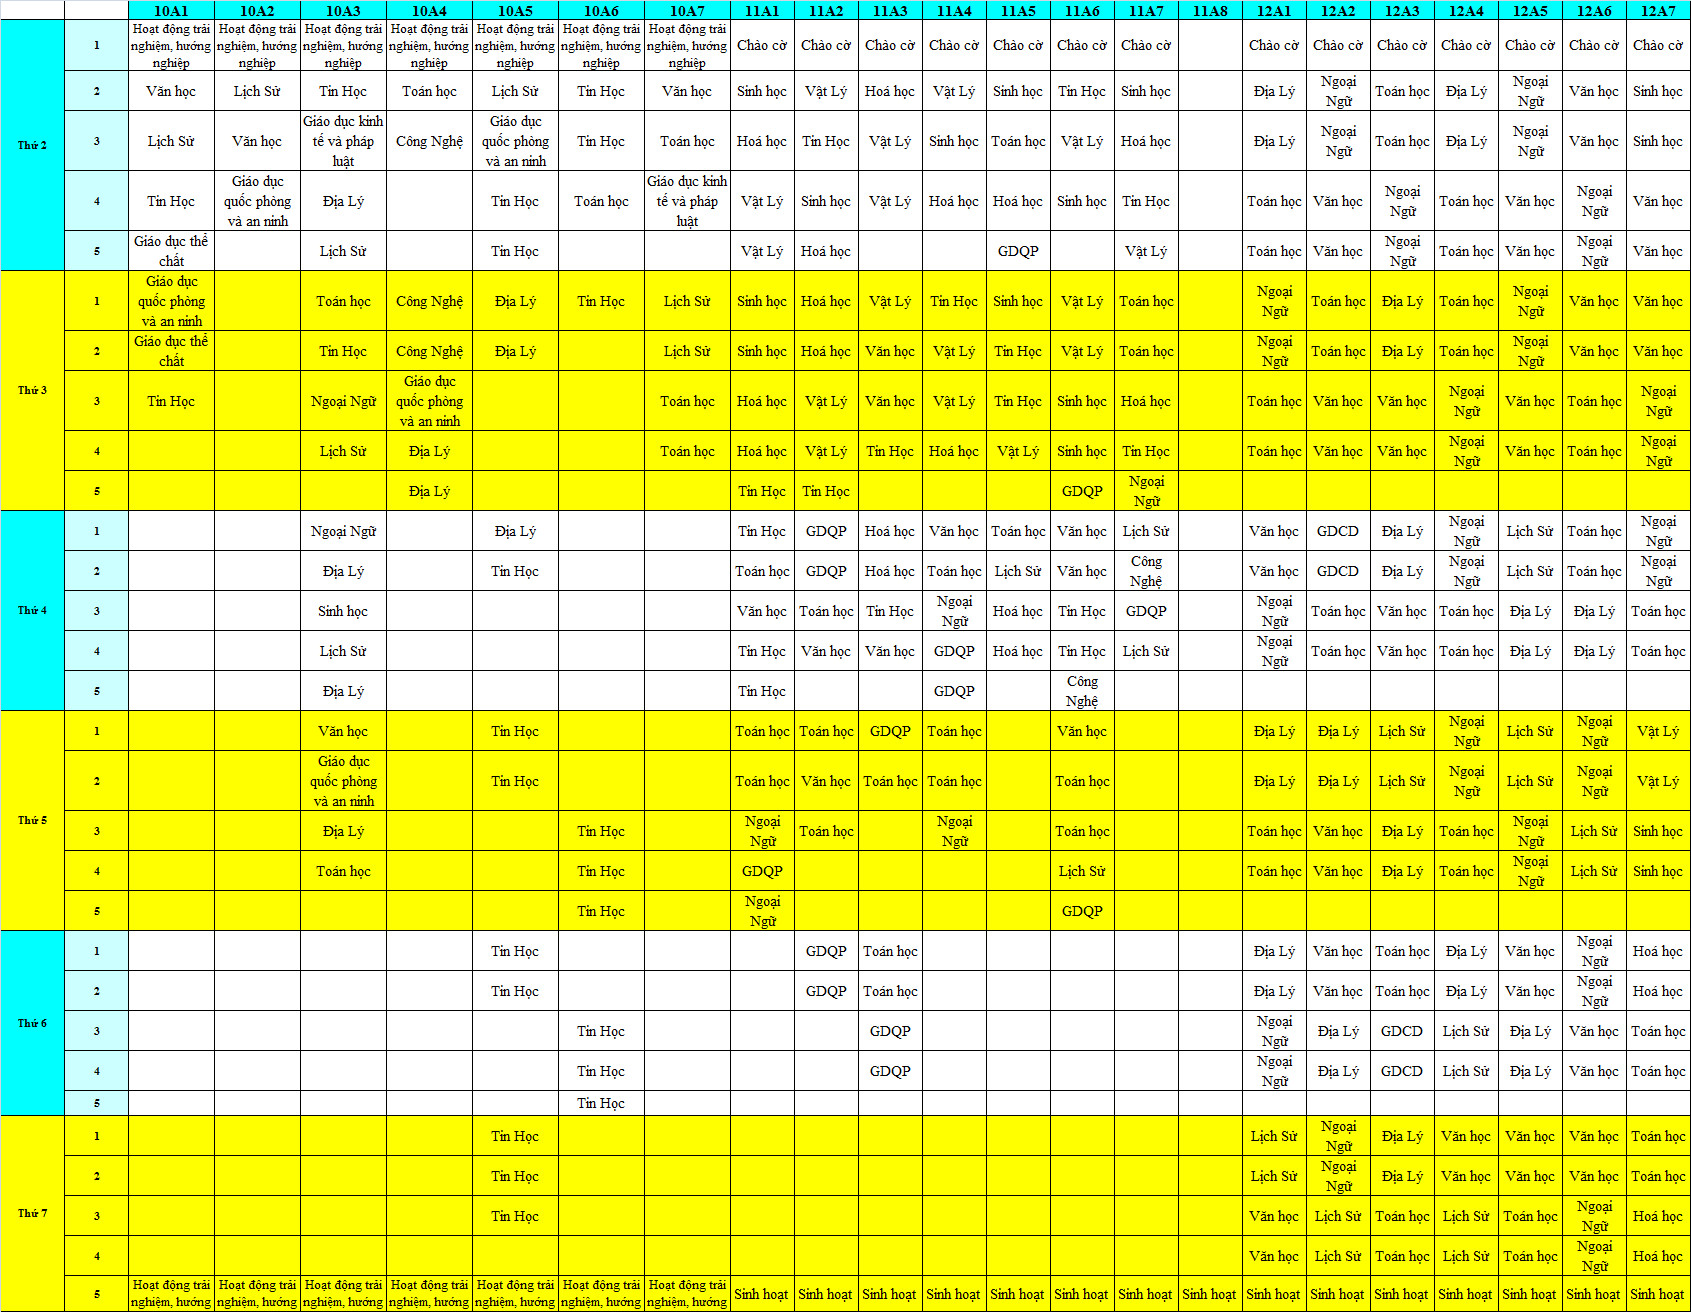 10A1 10A2 10A3 10A4 10A5 10A6 10A7 11A1 11A2 11A3 11A4 11A5 11A6 11A7 11A8 12A1 12A2 12A3 12A4 12A5 12A6 12A7
Thứ 2
1 Hoạt động trải nghiệm, hướng nghiệp Hoạt động trải nghiệm, hướng nghiệp Hoạt động trải nghiệm, hướng nghiệp Hoạt động trải nghiệm, hướng nghiệp Hoạt động trải nghiệm, hướng nghiệp Hoạt động trải nghiệm, hướng nghiệp Hoạt động trải nghiệm, hướng nghiệp Chào cờ Chào cờ Chào cờ Chào cờ Chào cờ Chào cờ Chào cờ Chào cờ Chào cờ Chào cờ Chào cờ Chào cờ Chào cờ Chào cờ
2 Văn học Lịch Sử Tin Học Toán học Lịch Sử Tin Học Văn học Sinh học Vật Lý Hoá học Vật Lý Sinh học Tin Học Sinh học Địa Lý Ngoại Ngữ Toán học Địa Lý Ngoại Ngữ Văn học Sinh học
3 Lịch Sử Văn học Giáo dục kinh tế và pháp luật Công Nghệ Giáo dục quốc phòng và an ninh Tin Học Toán học Hoá học Tin Học Vật Lý Sinh học Toán học Vật Lý Hoá học Địa Lý Ngoại Ngữ Toán học Địa Lý Ngoại Ngữ Văn học Sinh học
4 Tin Học Giáo dục quốc phòng và an ninh Địa Lý Tin Học Toán học Giáo dục kinh tế và pháp luật Vật Lý Sinh học Vật Lý Hoá học Hoá học Sinh học Tin Học Toán học Văn học Ngoại Ngữ Toán học Văn học Ngoại Ngữ Văn học
5 Giáo dục thể chất Lịch Sử Tin Học Vật Lý Hoá học GDQP Vật Lý Toán học Văn học Ngoại Ngữ Toán học Văn học Ngoại Ngữ Văn học
Thứ 3
1 Giáo dục quốc phòng và an ninh Toán học Công Nghệ Địa Lý Tin Học Lịch Sử Sinh học Hoá học Vật Lý Tin Học Sinh học Vật Lý Toán học Ngoại Ngữ Toán học Địa Lý Toán học Ngoại Ngữ Văn học Văn học
2 Giáo dục thể chất Tin Học Công Nghệ Địa Lý Lịch Sử Sinh học Hoá học Văn học Vật Lý Tin Học Vật Lý Toán học Ngoại Ngữ Toán học Địa Lý Toán học Ngoại Ngữ Văn học Văn học
3 Tin Học Ngoại Ngữ Giáo dục quốc phòng và an ninh Toán học Hoá học Vật Lý Văn học Vật Lý Tin Học Sinh học Hoá học Toán học Văn học Văn học Ngoại Ngữ Văn học Toán học Ngoại Ngữ
4 Lịch Sử Địa Lý Toán học Hoá học Vật Lý Tin Học Hoá học Vật Lý Sinh học Tin Học Toán học Văn học Văn học Ngoại Ngữ Văn học Toán học Ngoại Ngữ
5 Địa Lý Tin Học Tin Học GDQP Ngoại Ngữ
Thứ 4
1 Ngoại Ngữ Địa Lý Tin Học GDQP Hoá học Văn học Toán học Văn học Lịch Sử Văn học GDCD Địa Lý Ngoại Ngữ Lịch Sử Toán học Ngoại Ngữ
2 Địa Lý Tin Học Toán học GDQP Hoá học Toán học Lịch Sử Văn học Công Nghệ Văn học GDCD Địa Lý Ngoại Ngữ Lịch Sử Toán học Ngoại Ngữ
3 Sinh học Văn học Toán học Tin Học Ngoại Ngữ Hoá học Tin Học GDQP Ngoại Ngữ Toán học Văn học Toán học Địa Lý Địa Lý Toán học
4 Lịch Sử Tin Học Văn học Văn học GDQP Hoá học Tin Học Lịch Sử Ngoại Ngữ Toán học Văn học Toán học Địa Lý Địa Lý Toán học
5 Địa Lý Tin Học GDQP Công Nghệ
Thứ 5
1 Văn học Tin Học Toán học Toán học GDQP Toán học Văn học Địa Lý Địa Lý Lịch Sử Ngoại Ngữ Lịch Sử Ngoại Ngữ Vật Lý
2 Giáo dục quốc phòng và an ninh Tin Học Toán học Văn học Toán học Toán học Toán học Địa Lý Địa Lý Lịch Sử Ngoại Ngữ Lịch Sử Ngoại Ngữ Vật Lý
3 Địa Lý Tin Học Ngoại Ngữ Toán học Ngoại Ngữ Toán học Toán học Văn học Địa Lý Toán học Ngoại Ngữ Lịch Sử Sinh học
4 Toán học Tin Học GDQP Lịch Sử Toán học Văn học Địa Lý Toán học Ngoại Ngữ Lịch Sử Sinh học
5 Tin Học Ngoại Ngữ GDQP
Thứ 6
1 Tin Học GDQP Toán học Địa Lý Văn học Toán học Địa Lý Văn học Ngoại Ngữ Hoá học
2 Tin Học GDQP Toán học Địa Lý Văn học Toán học Địa Lý Văn học Ngoại Ngữ Hoá học
3 Tin Học GDQP Ngoại Ngữ Địa Lý GDCD Lịch Sử Địa Lý Văn học Toán học
4 Tin Học GDQP Ngoại Ngữ Địa Lý GDCD Lịch Sử Địa Lý Văn học Toán học
5 Tin Học
Thứ 7
1 Tin Học Lịch Sử Ngoại Ngữ Địa Lý Văn học Văn học Văn học Toán học
2 Tin Học Lịch Sử Ngoại Ngữ Địa Lý Văn học Văn học Văn học Toán học
3 Tin Học Văn học Lịch Sử Toán học Lịch Sử Toán học Ngoại Ngữ Hoá học
4 Văn học Lịch Sử Toán học Lịch Sử Toán học Ngoại Ngữ Hoá học
5 Hoạt động trải nghiệm, hướng Hoạt động trải nghiệm, hướng Hoạt động trải nghiệm, hướng Hoạt động trải nghiệm, hướng Hoạt động trải nghiệm, hướng Hoạt động trải nghiệm, hướng Hoạt động trải nghiệm, hướng Sinh hoạt Sinh hoạt Sinh hoạt Sinh hoạt Sinh hoạt Sinh hoạt Sinh hoạt Sinh hoạt Sinh hoạt Sinh hoạt Sinh hoạt Sinh hoạt Sinh hoạt Sinh hoạt